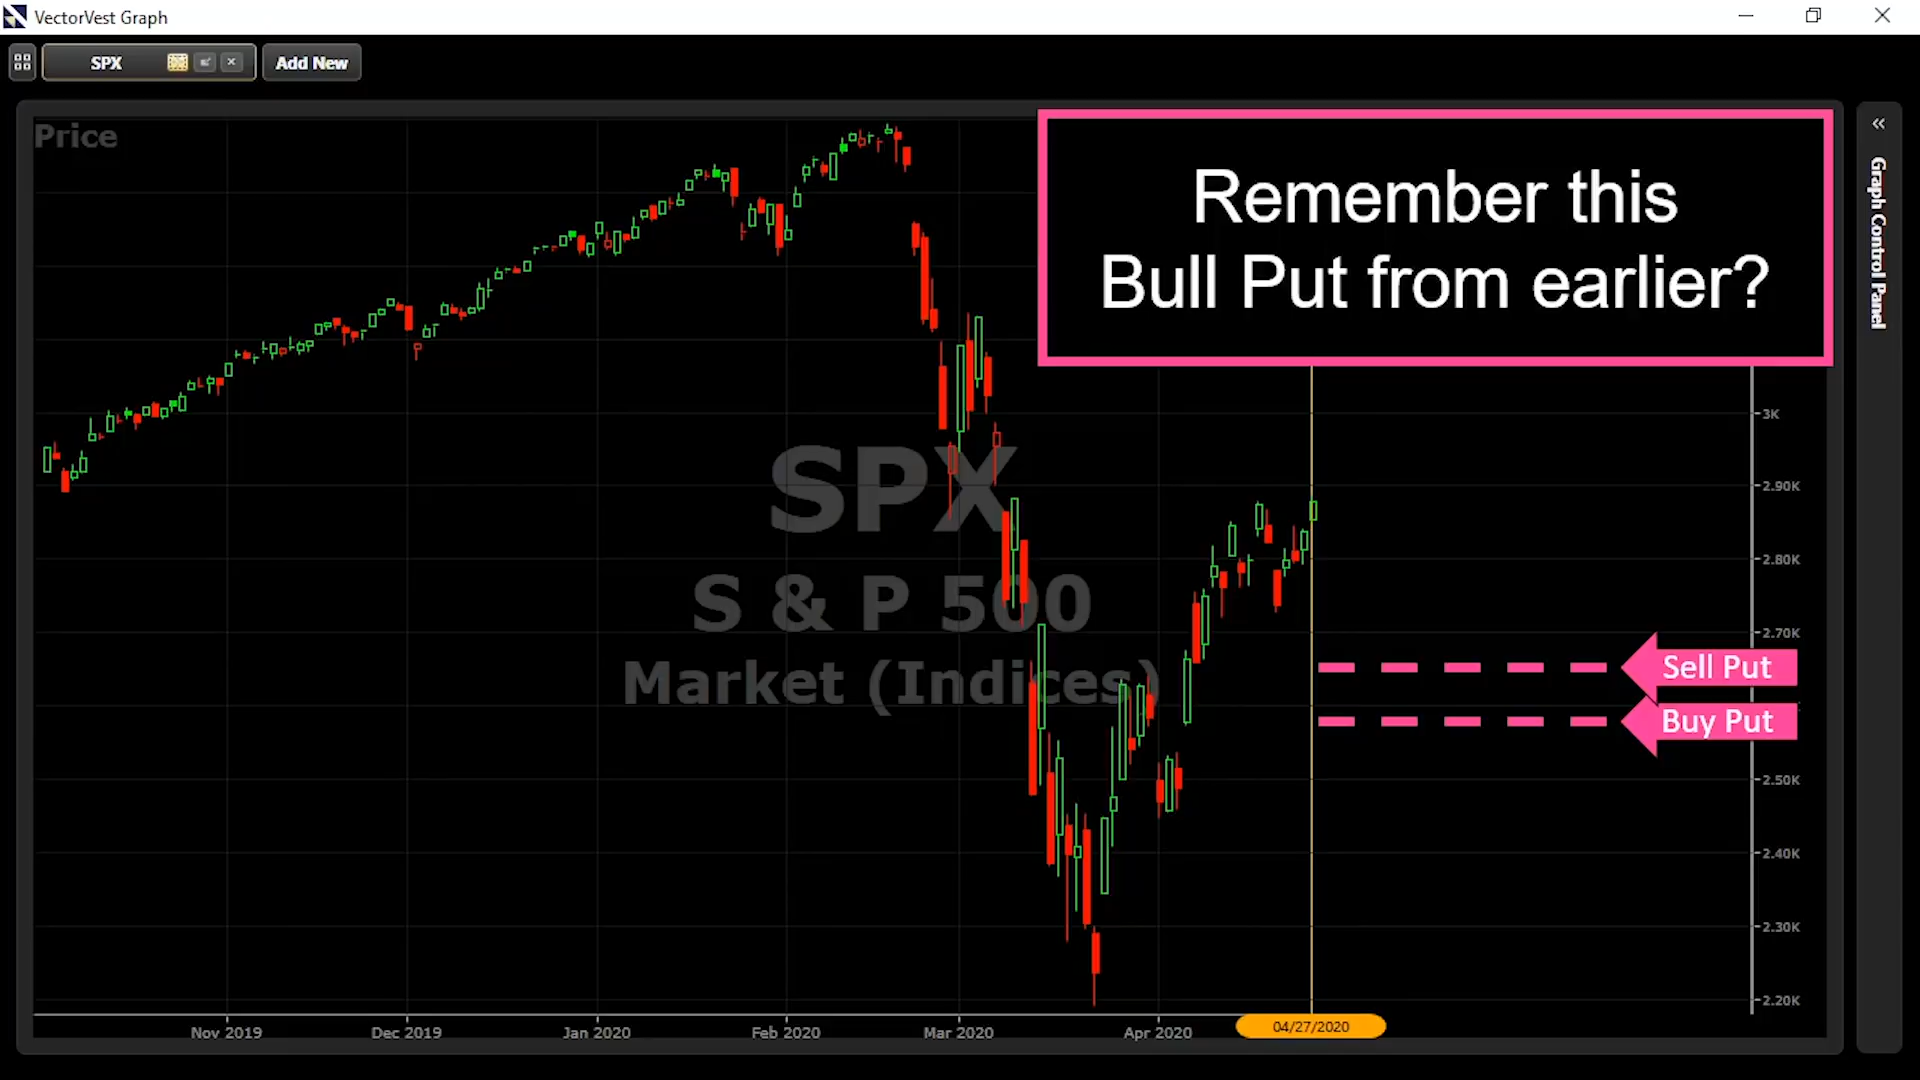 VectorVest Graph
SPX
Add New
Price
Remember this
Bull Put from earlier?
Graph Control Panel
SPX
S & P 500
Market (Indices)
3K
2.90K
2.80K
2.70K
Sell Put
Buy Put
2.50K
2.40K
2.30K
2.20K
Nov 2019
Dec 2019
Jan 2020
Feb 2020
Mar 2020
Apr 2020
04/27/2020